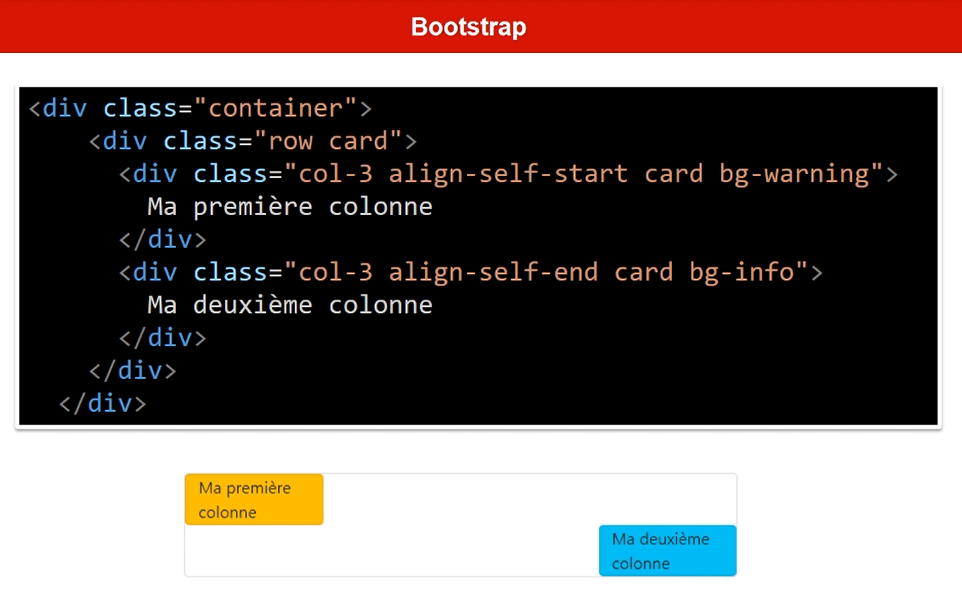 Bootstrap
<div class="container">
<div class="row card">
<div class="col-3 align-self-start card bg-warning">
Ma première colonne
</div>
<div class="col-3 align-self-end card bg-info">
Ma deuxième colonne
</div>
</div>
</div>
Ma première
colonne
Ma deuxième
colonne